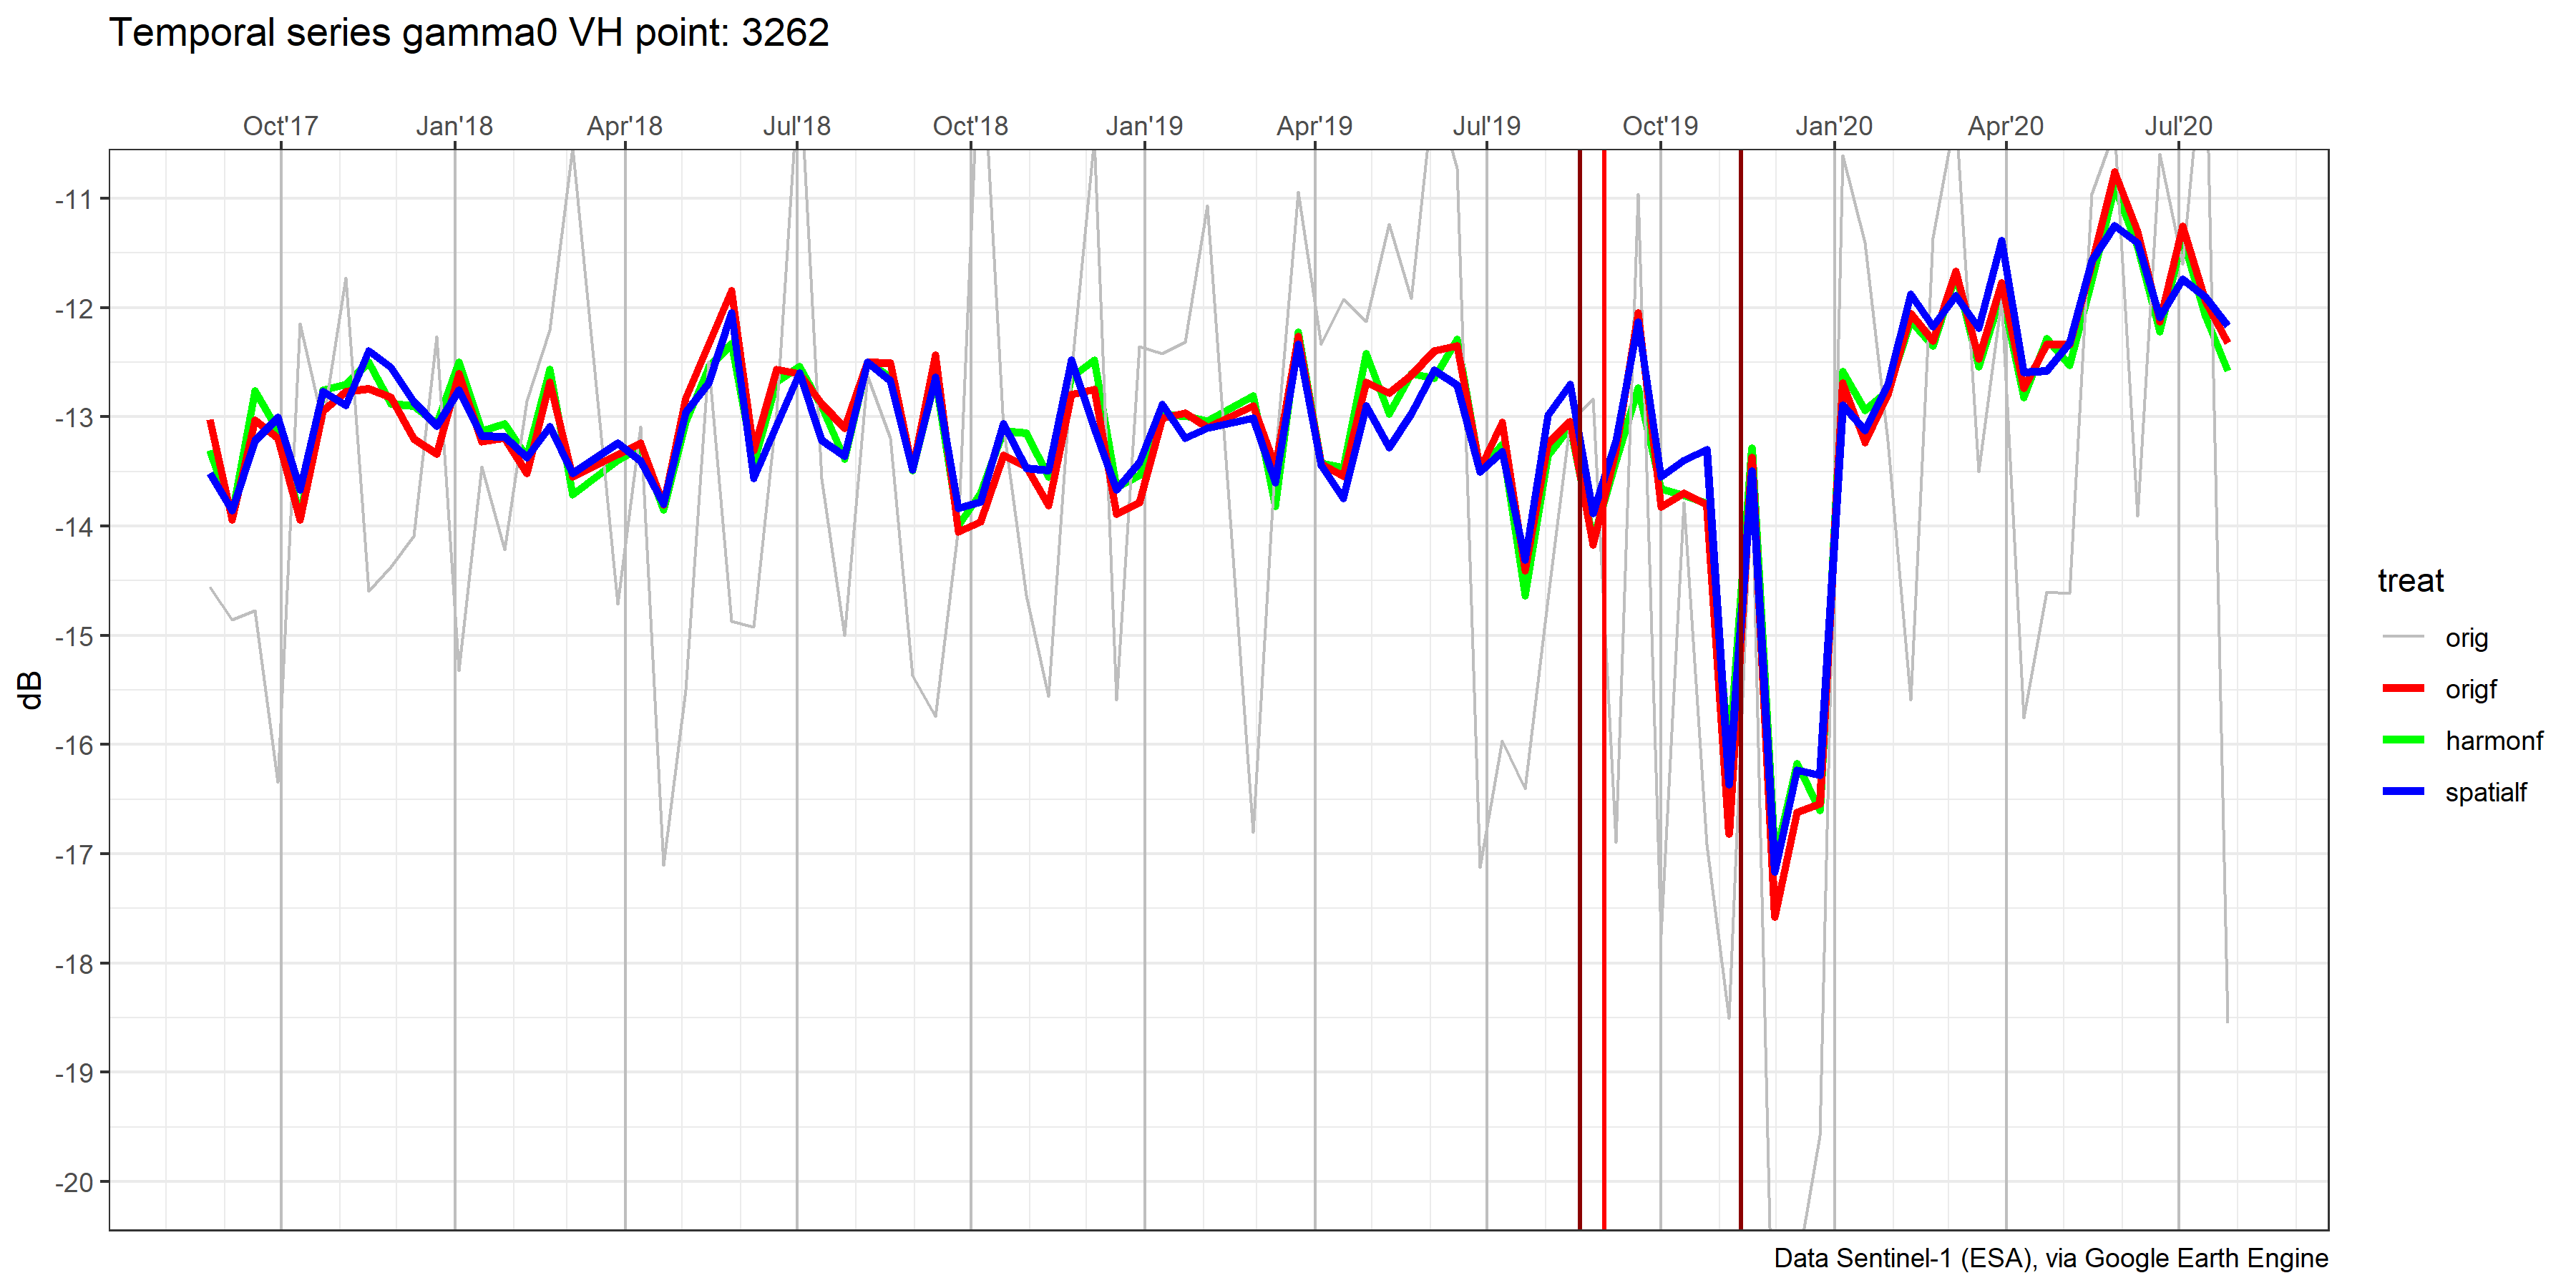 Temporal series gamma0 VH point: 3262
Oct'17 Jan'18 Apr'18 Jul'18 Oct'18 Jan'19 Apr'19 Jul'19 Oct'19 Jan'20 Apr'20 Jul'20
-11
-12
-13
-14
-15
-16
-17
-18
-19
-20
dB
treat
orig
origf
harmonf
spatialf
Data Sentinel-1 (ESA), via Google Earth Engine